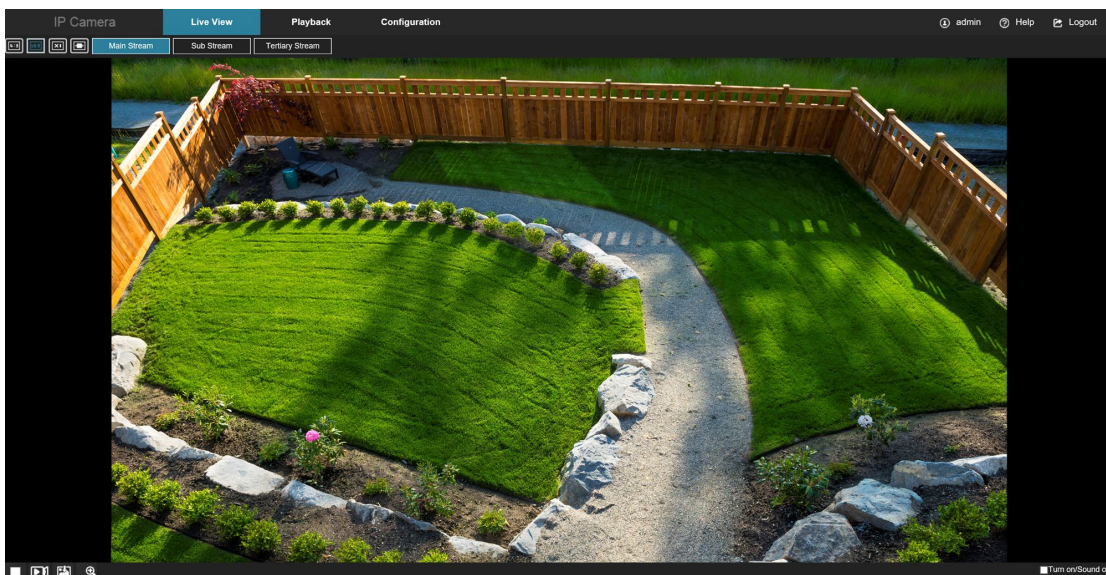 IP Camera Live View Playback Configuration admin Help Logout
Main Stream Sub Stream Tertiary Stream
Turn on/Sound o